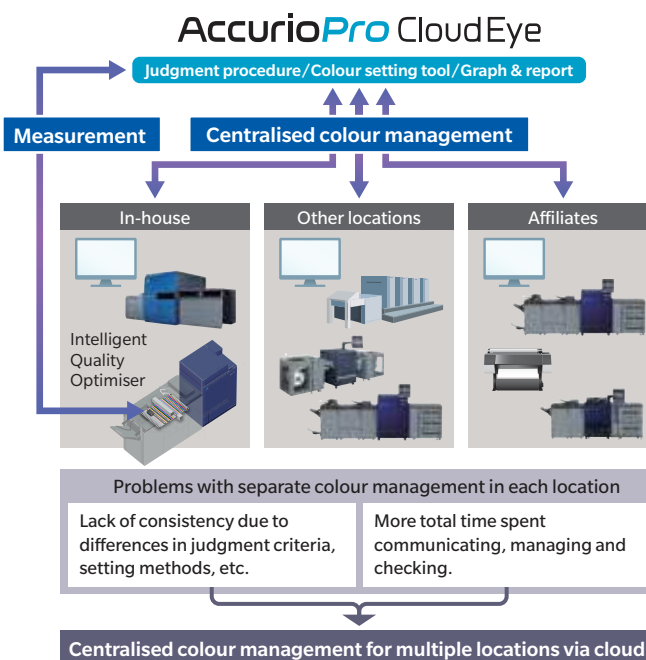 AccurioPro CloudEye
Judgment procedure/Colour setting tool/Graph & report
Measurement
Centralised colour management
In-house
Other locations
Affiliates
Intelligent
Quality
Optimiser
Problems with separate colour management in each location
Lack of consistency due to
differences in judgment criteria,
setting methods, etc.
More total time spent
communicating, managing and
checking.
Centralised colour management for multiple locations via cloud